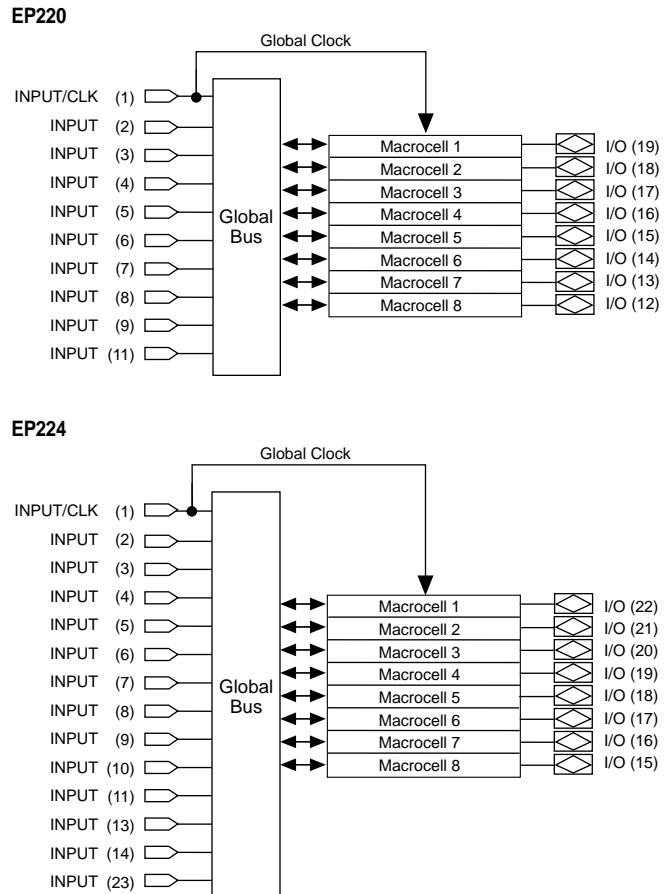 EP220
Global Clock
INPUT/CLK (1)
INPUT (2)
INPUT (3)
INPUT (4)
INPUT (5)
INPUT (6)
INPUT (7)
INPUT (8)
INPUT (9)
INPUT (11)
Global
Bus
Macrocell 1 I/O (19)
Macrocell 2 I/O (18)
Macrocell 3 I/O (17)
Macrocell 4 I/O (16)
Macrocell 5 I/O (15)
Macrocell 6 I/O (14)
Macrocell 7 I/O (13)
Macrocell 8 I/O (12)
EP224
Global Clock
INPUT/CLK (1)
INPUT (2)
INPUT (3)
INPUT (4)
INPUT (5)
INPUT (6)
INPUT (7)
INPUT (8)
INPUT (9)
INPUT (10)
INPUT (11)
INPUT (13)
INPUT (14)
INPUT (23)
Global
Bus
Macrocell 1 I/O (22)
Macrocell 2 I/O (21)
Macrocell 3 I/O (20)
Macrocell 4 I/O (19)
Macrocell 5 I/O (18)
Macrocell 6 I/O (17)
Macrocell 7 I/O (16)
Macrocell 8 I/O (15)